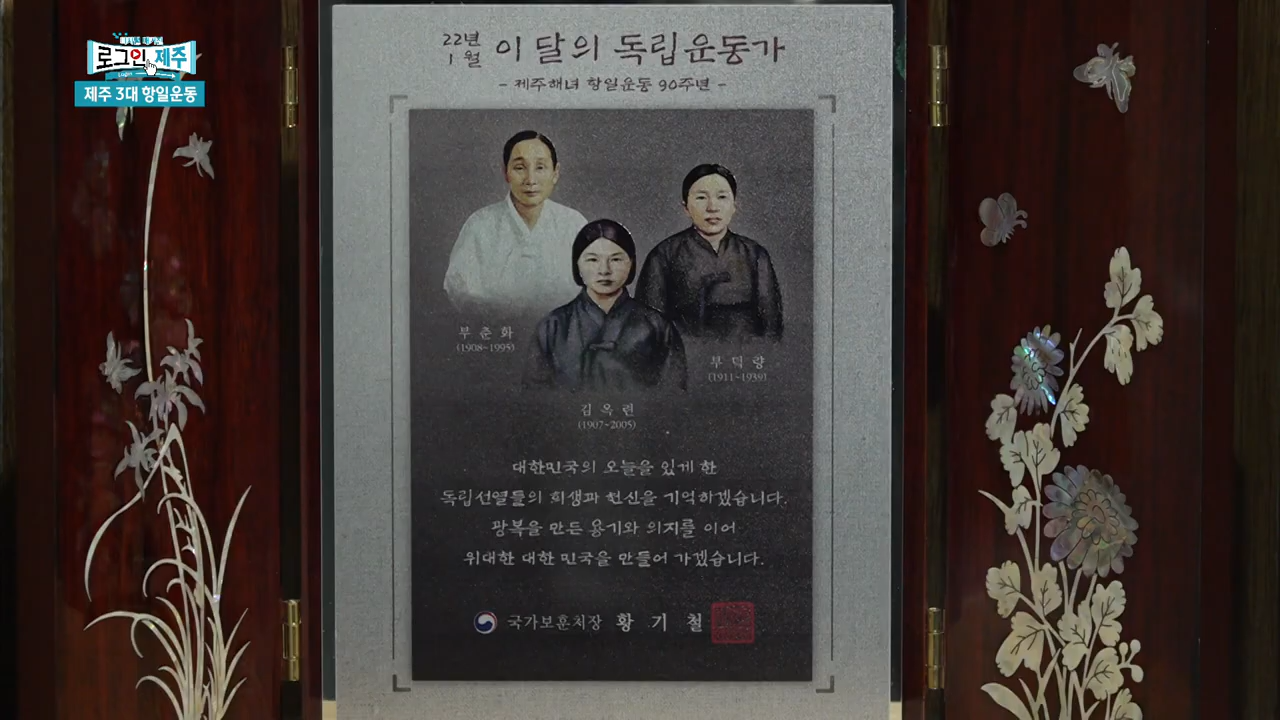 로그인 제주
제주 3대 항일운동
22년 1월 이 달의 독립운동가
- 제주해녀 항일운동 90주년 -
부 춘 화
(1908~1995)
부 덕 량
(1911~1939)
김 옥 련
(1907~2005)
대한민국의 오늘을 있게 한
독립선열들의 희생과 헌신을 기억하겠습니다.
광복을 만든 용기와 의지를 이어
위대한 대한 민국을 만들어 가겠습니다.
국가보훈처장 황 기 철